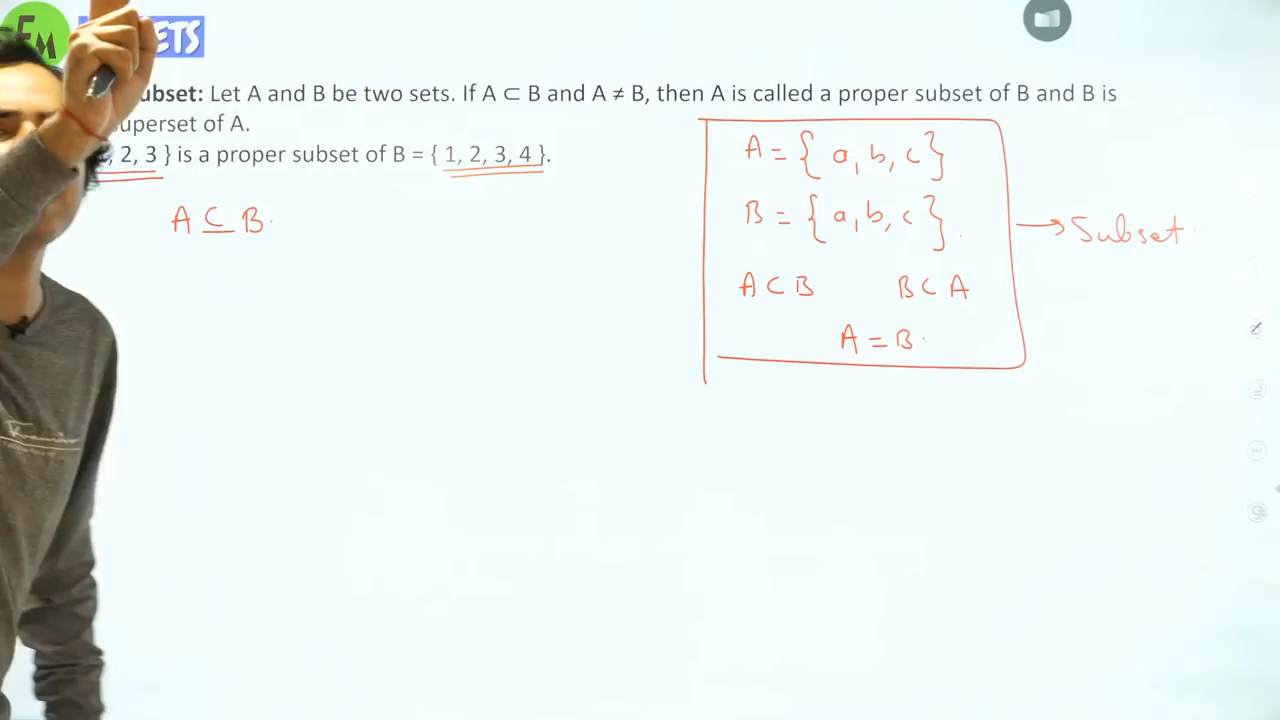 FM ETS
ubset: Let A and B be two sets. If A ⊂ B and A ≠ B, then A is called a proper subset of B and B is
uperset of A.
, 2, 3 } is a proper subset of B = { 1, 2, 3, 4 }.
A ⊆ B.
A = { a, b, c }
B = { a, b, c }.
→ Subset.
A ⊂ B B ⊂ A
A = B.